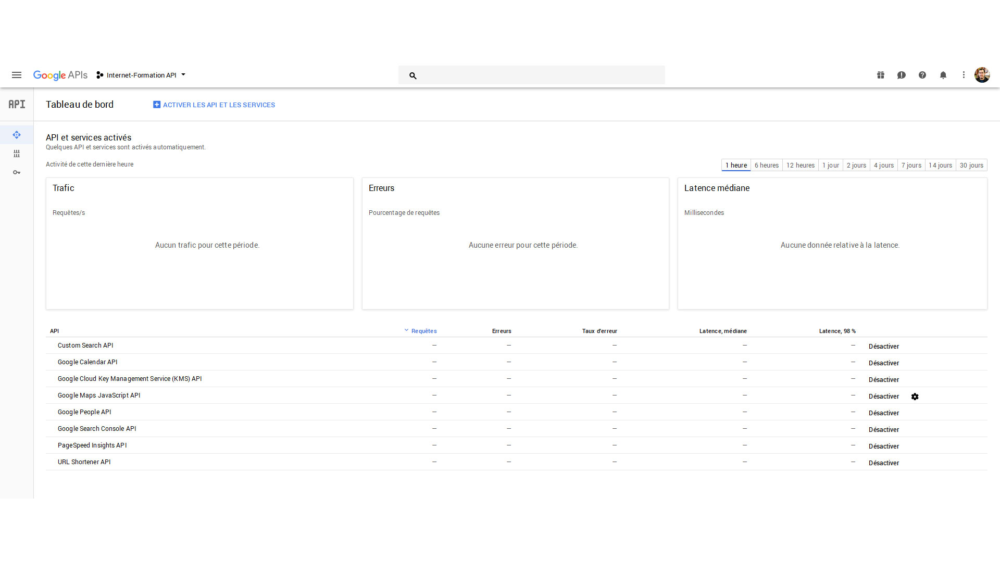 Google APIs Internet-Formation API
API Tableau de bord ACTIVER LES API ET LES SERVICES
API et services activés
Quelques API et services sont activés automatiquement.
Activité de cette dernière heure
1 heure 6 heures 12 heures 1 jour 2 jours 4 jours 7 jours 14 jours 30 jours
Trafic
Requêtes/s
Aucun trafic pour cette période.
Erreurs
Pourcentage de requêtes
Aucune erreur pour cette période.
Latence médiane
Millisecondes
Aucune donnée relative à la latence.
API Requêtes Erreurs Taux d'erreur Latence, médiane Latence, 98 %
Custom Search API — — — — — Désactiver
Google Calendar API — — — — — Désactiver
Google Cloud Key Management Service (KMS) API — — — — — Désactiver
Google Maps JavaScript API — — — — — Désactiver
Google People API — — — — — Désactiver
Google Search Console API — — — — — Désactiver
PageSpeed Insights API — — — — — Désactiver
URL Shortener API — — — — — Désactiver